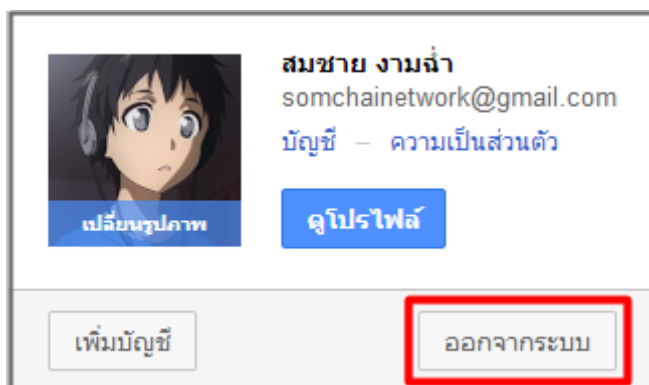 สมชาย งามฉ่ำ
somchainetwork@gmail.com
บัญชี – ความเป็นส่วนตัว
เปลี่ยนรูปภาพ
ดูโปรไฟล์
เพิ่มบัญชี
ออกจากระบบ